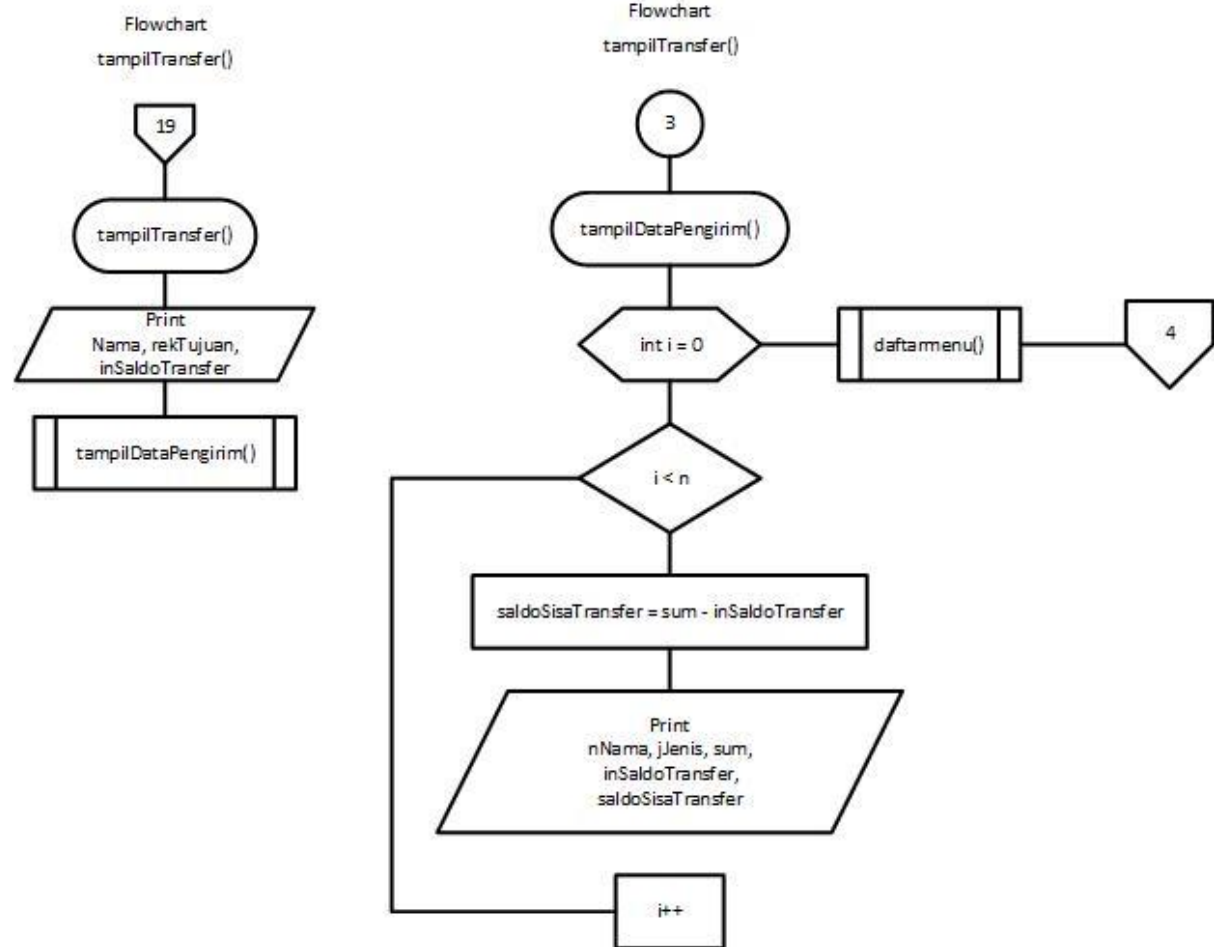 Flowchart
tampilTransfer()
19
tampilTransfer()
Print
Nama, rekTujuan,
inSaldoTransfer
tampilDataPengirim()
Flowchart
tampilTransfer()
3
tampilDataPengirim()
int i = 0
daftarmenu()
4
i < n
saldoSisaTransfer = sum - inSaldoTransfer
Print
nNama, jJenis, sum,
inSaldoTransfer,
saldoSisaTransfer
i++